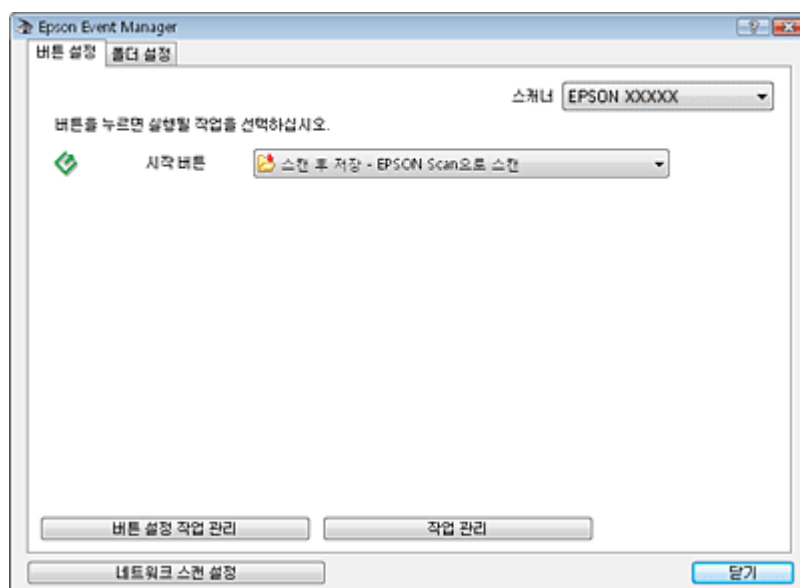 Epson Event Manager
버튼 설정 폴더 설정
스캐너 EPSON XXXXX
버튼을 누르면 실행될 작업을 선택하십시오.
시작 버튼 스캔 후 저장 - EPSON Scan으로 스캔
버튼 설정 작업 관리 작업 관리
네트워크 스캔 설정 닫기